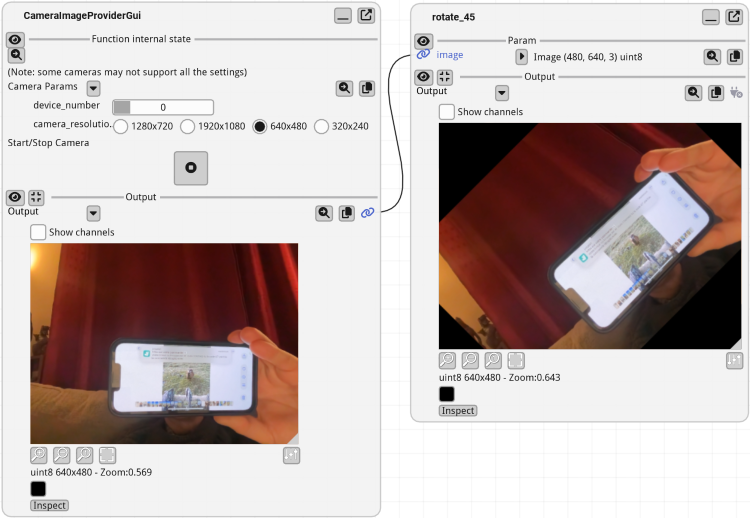 CameraImageProviderGui
Function internal state
(Note: some cameras may not support all the settings)
Camera Params
device_number
0
camera_resolutio..
1280x720
1920x1080
640x480
320x240
Start/Stop Camera
Output
Output
Show channels
uint8 640x480 - Zoom:0.569
Inspect
rotate_45
Param
image
Image (480, 640, 3) uint8
Output
Output
Show channels
uint8 640x480 - Zoom:0.643
Inspect